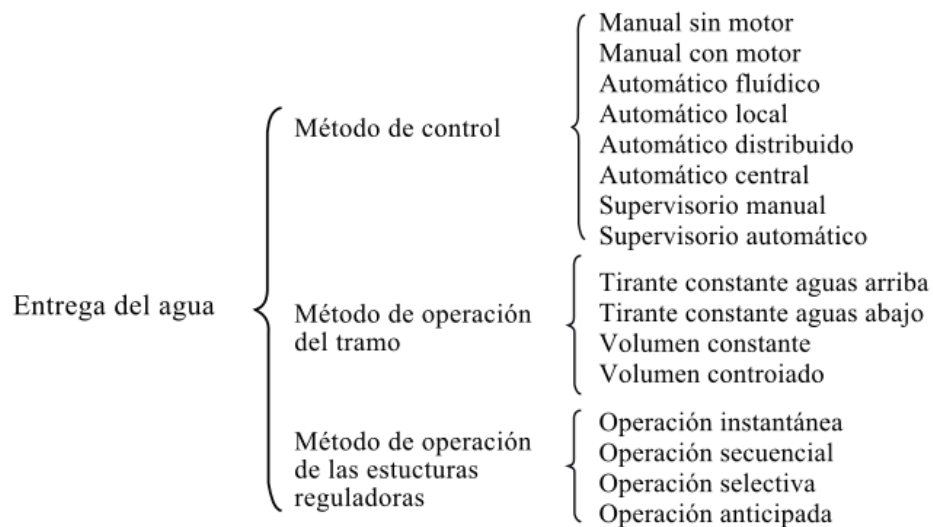 Entrega del agua
Método de control
Manual sin motor
Manual con motor
Automático fluídico
Automático local
Automático distribuido
Automático central
Supervisorio manual
Supervisorio automático
Método de operación
del tramo
Tirante constante aguas arriba
Tirante constante aguas abajo
Volumen constante
Volumen controiado
Método de operación
de las estucturas
reguladoras
Operación instantánea
Operación secuencial
Operación selectiva
Operación anticipada